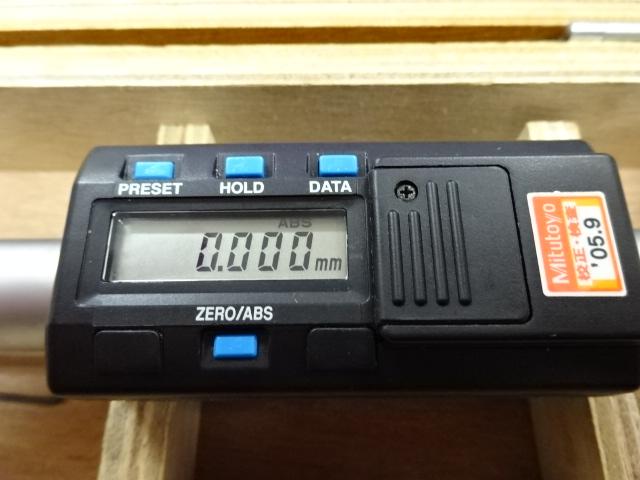 PRESET HOLD DATA
ABS
0.000 mm
ZERO/ABS
Mitutoyo
校正・検査
'05.9